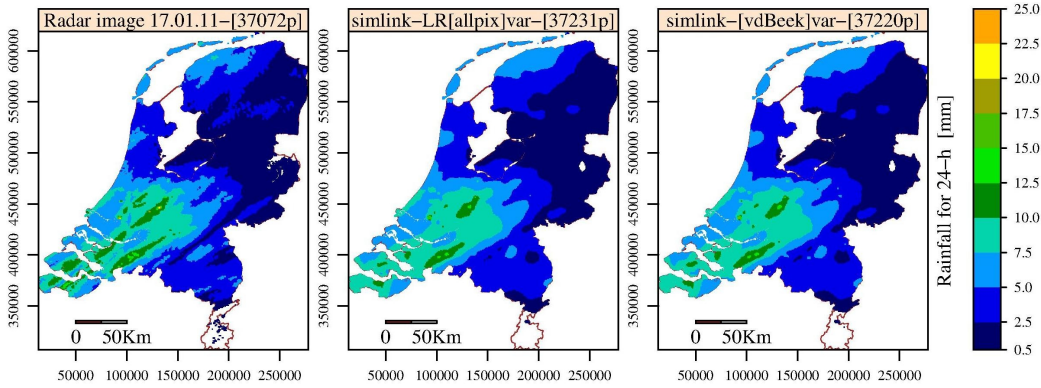 Radar image 17.01.11-[37072p]
simlink-LR[allpix]var-[37231p]
simlink-[vdBeek]var-[37220p]
600000
550000
500000
450000
400000
350000
0 50Km
50000 100000 150000 200000 250000
600000
550000
500000
450000
400000
350000
0 50Km
50000 100000 150000 200000 250000
600000
550000
500000
450000
400000
350000
0 50Km
50000 100000 150000 200000 250000
Rainfall for 24-h [mm]
25.0
22.5
20.0
17.5
15.0
12.5
10.0
7.5
5.0
2.5
0.5